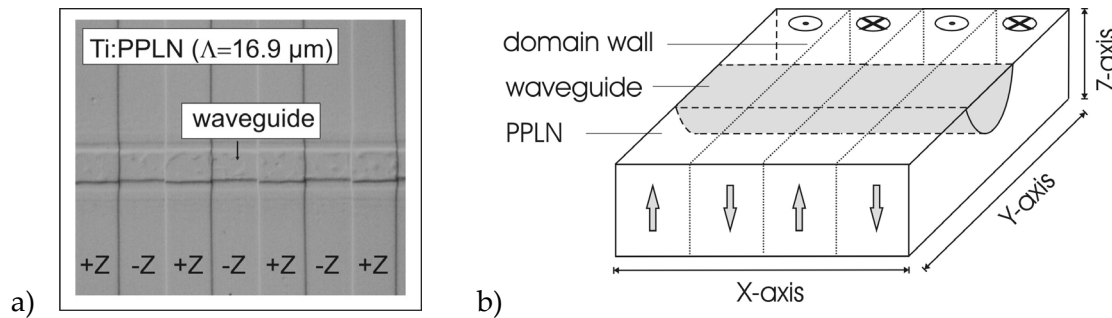 Ti:PPLN (Λ=16.9 µm)
waveguide
+Z -Z +Z -Z +Z -Z +Z
a)
domain wall
waveguide
PPLN
Z-axis
Y-axis
X-axis
b)